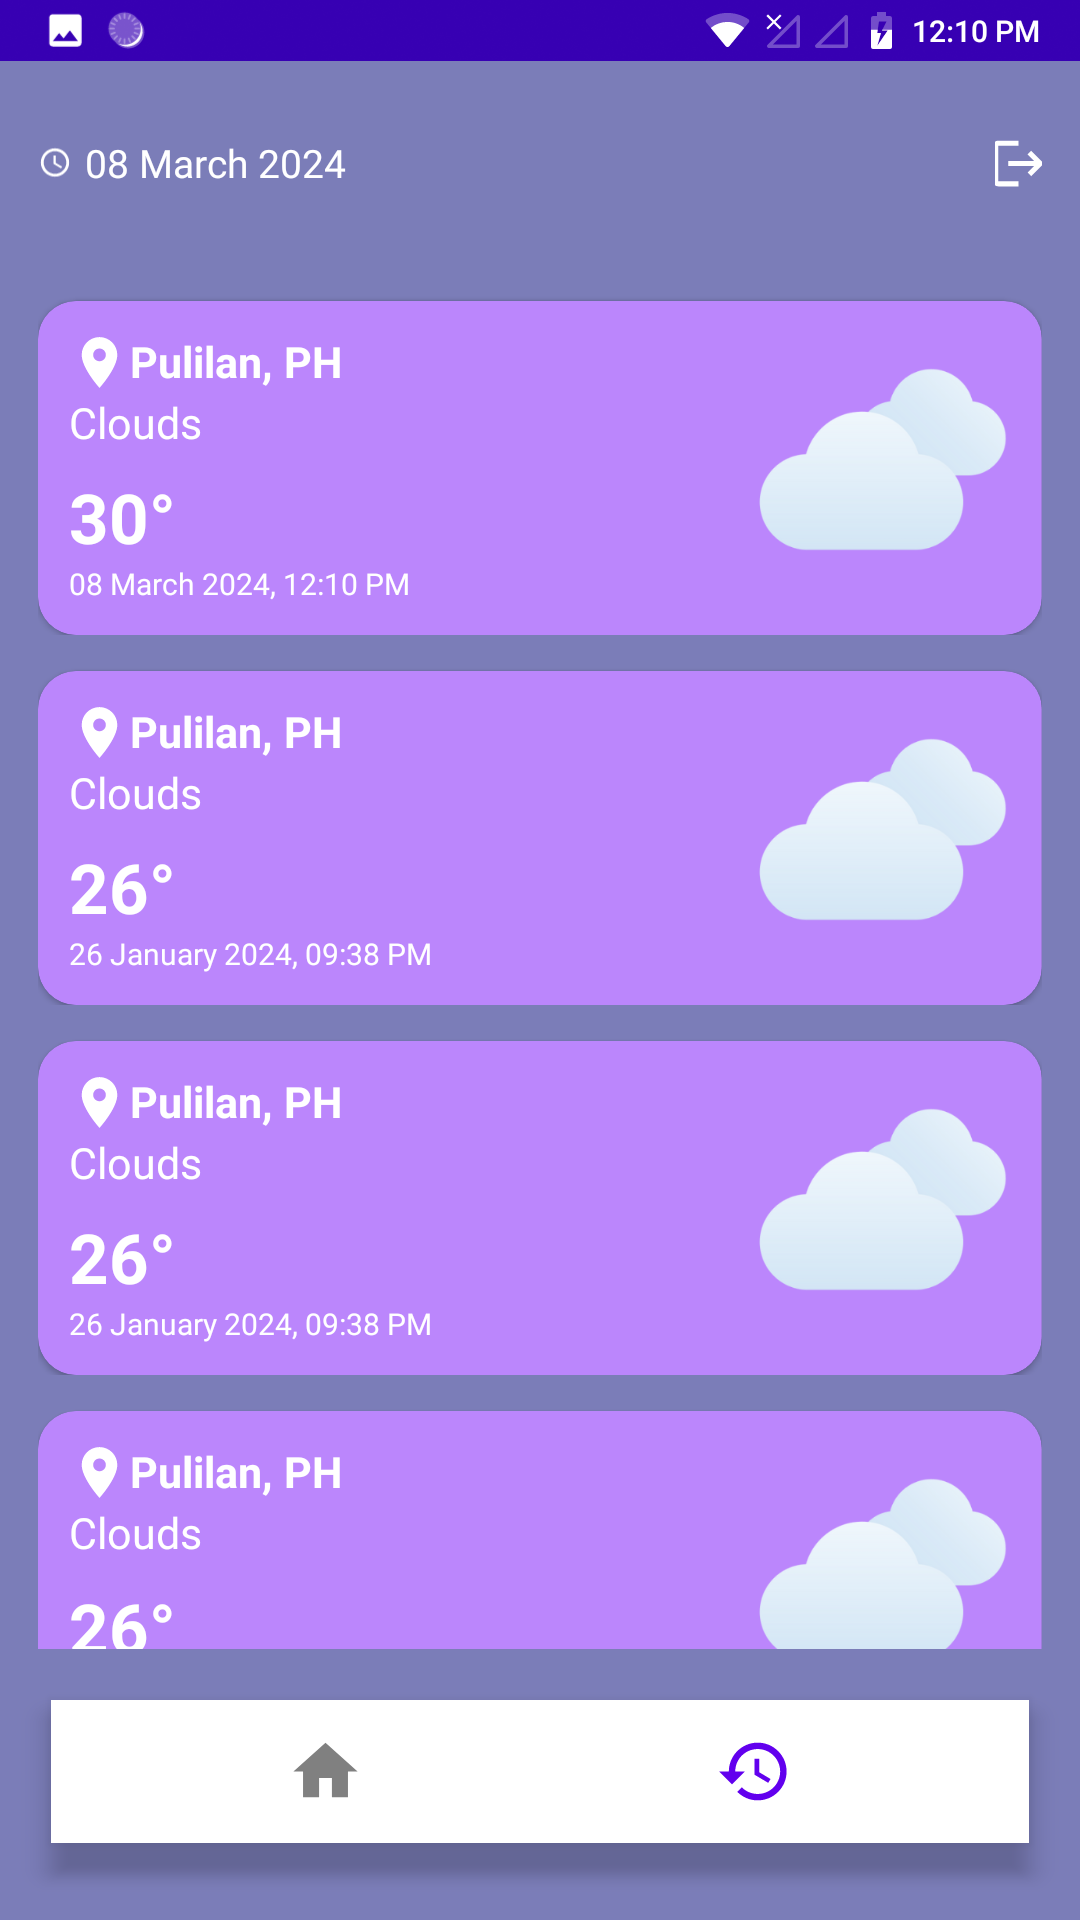 12:10 PM
08 March 2024
Pulilan, PH
Clouds
30°
08 March 2024, 12:10 PM
Pulilan, PH
Clouds
26°
26 January 2024, 09:38 PM
Pulilan, PH
Clouds
26°
26 January 2024, 09:38 PM
Pulilan, PH
Clouds
26°